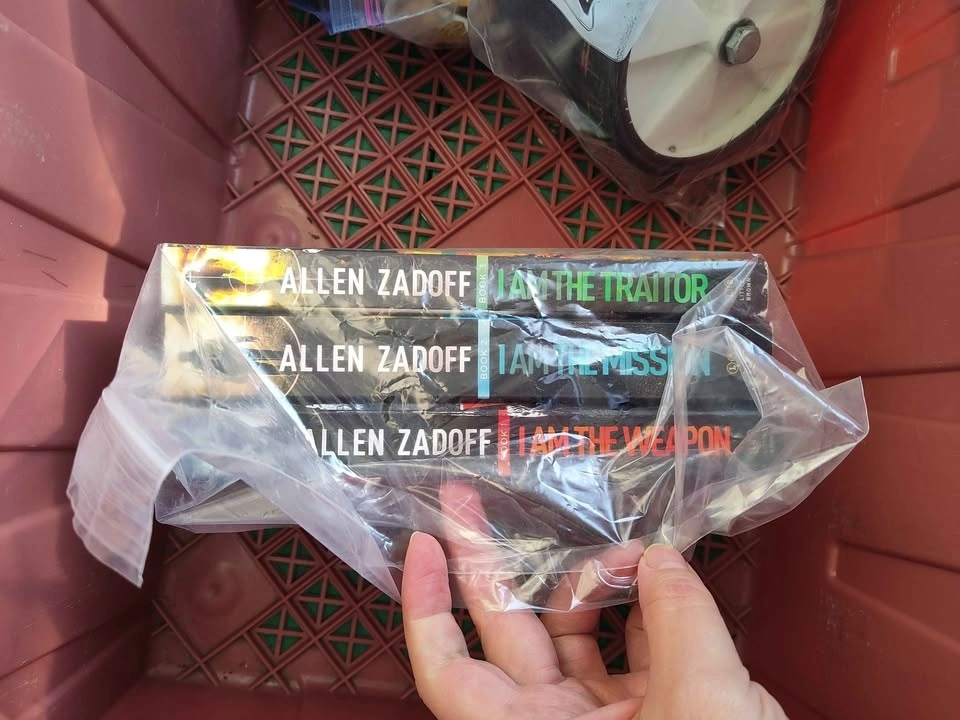 ALLEN ZADOFF BOOK 3 I AM THE TRAITOR
ALLEN ZADOFF BOOK 2 I AM THE MISSION
ALLEN ZADOFF I AM THE WEAPON